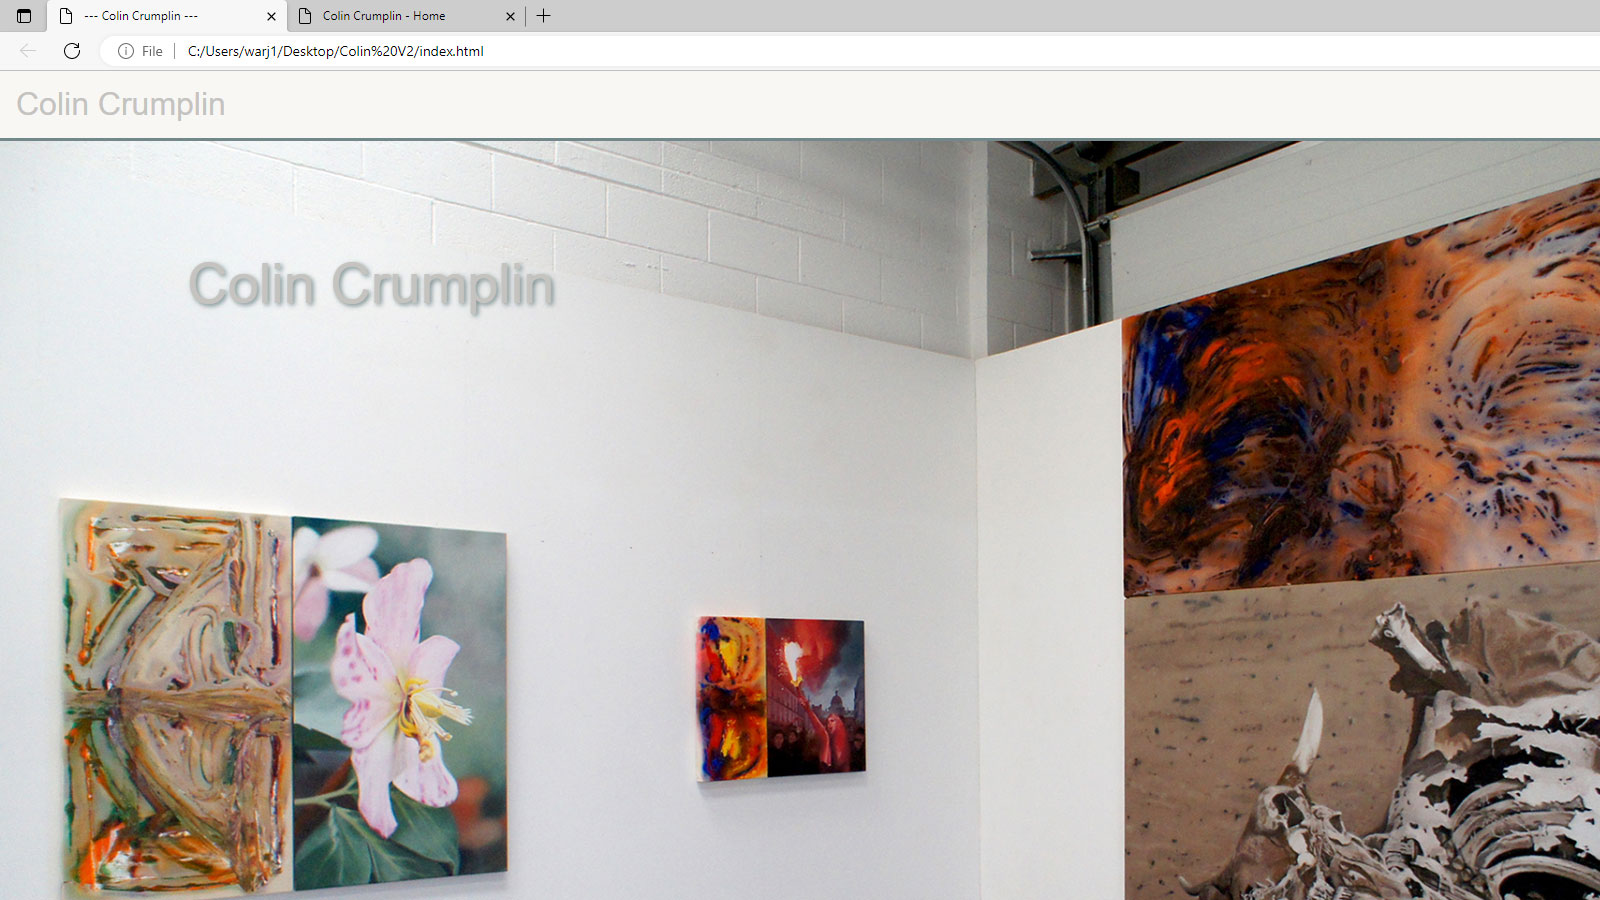 --- Colin Crumplin ---
Colin Crumplin - Home
File
C:/Users/warj1/Desktop/Colin%20V2/index.html
Colin Crumplin
Colin Crumplin